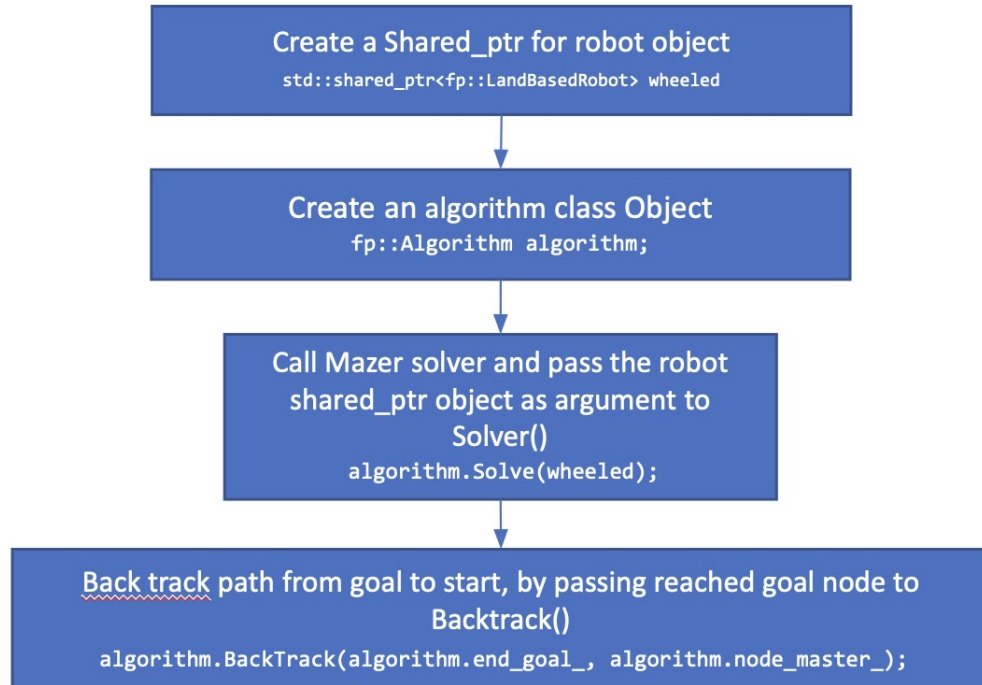 Create a Shared_ptr for robot object
std::shared_ptr<fp::LandBasedRobot> wheeled
Create an algorithm class Object
fp::Algorithm algorithm;
Call Mazer solver and pass the robot
shared_ptr object as argument to
Solver()
algorithm.Solve(wheeled);
Back track path from goal to start, by passing reached goal node to
Backtrack()
algorithm.BackTrack(algorithm.end_goal_, algorithm.node_master_);